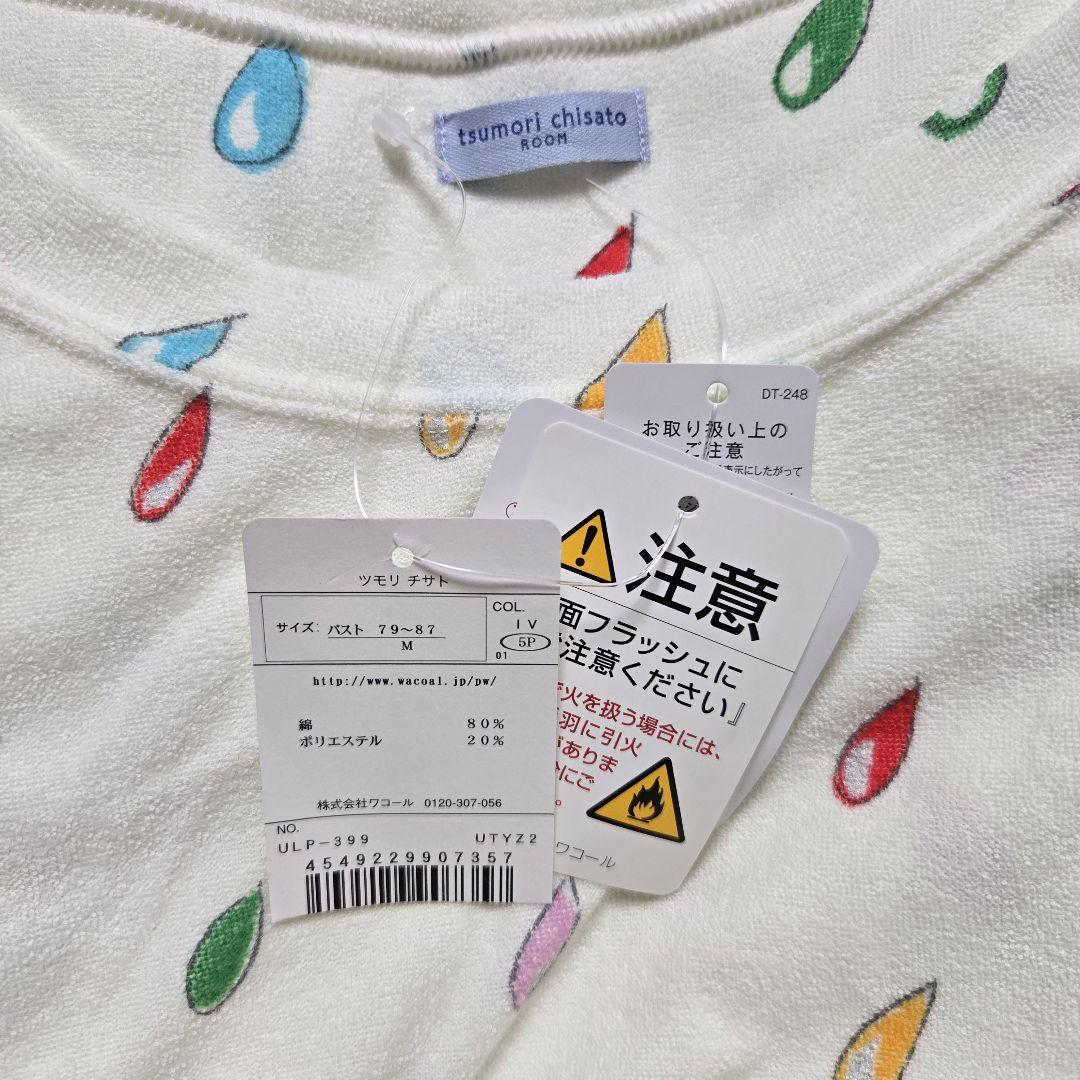 tsumori chisato
ROOM
DT-248
お取り扱い上の
ご注意
表示にしたがって
注意
面フラッシュに
注意ください』
火を扱う場合には、
羽に引火
がありま
にご
。
ワコール
ツモリ チサト
サイズ: バスト 79〜87
M
COL.
IV
5P
01
http://www.wacoal.jp/pw/
綿 80%
ポリエステル 20%
株式会社ワコール 0120-307-056
NO.
ULP-399 UTYZ2
4549229907357